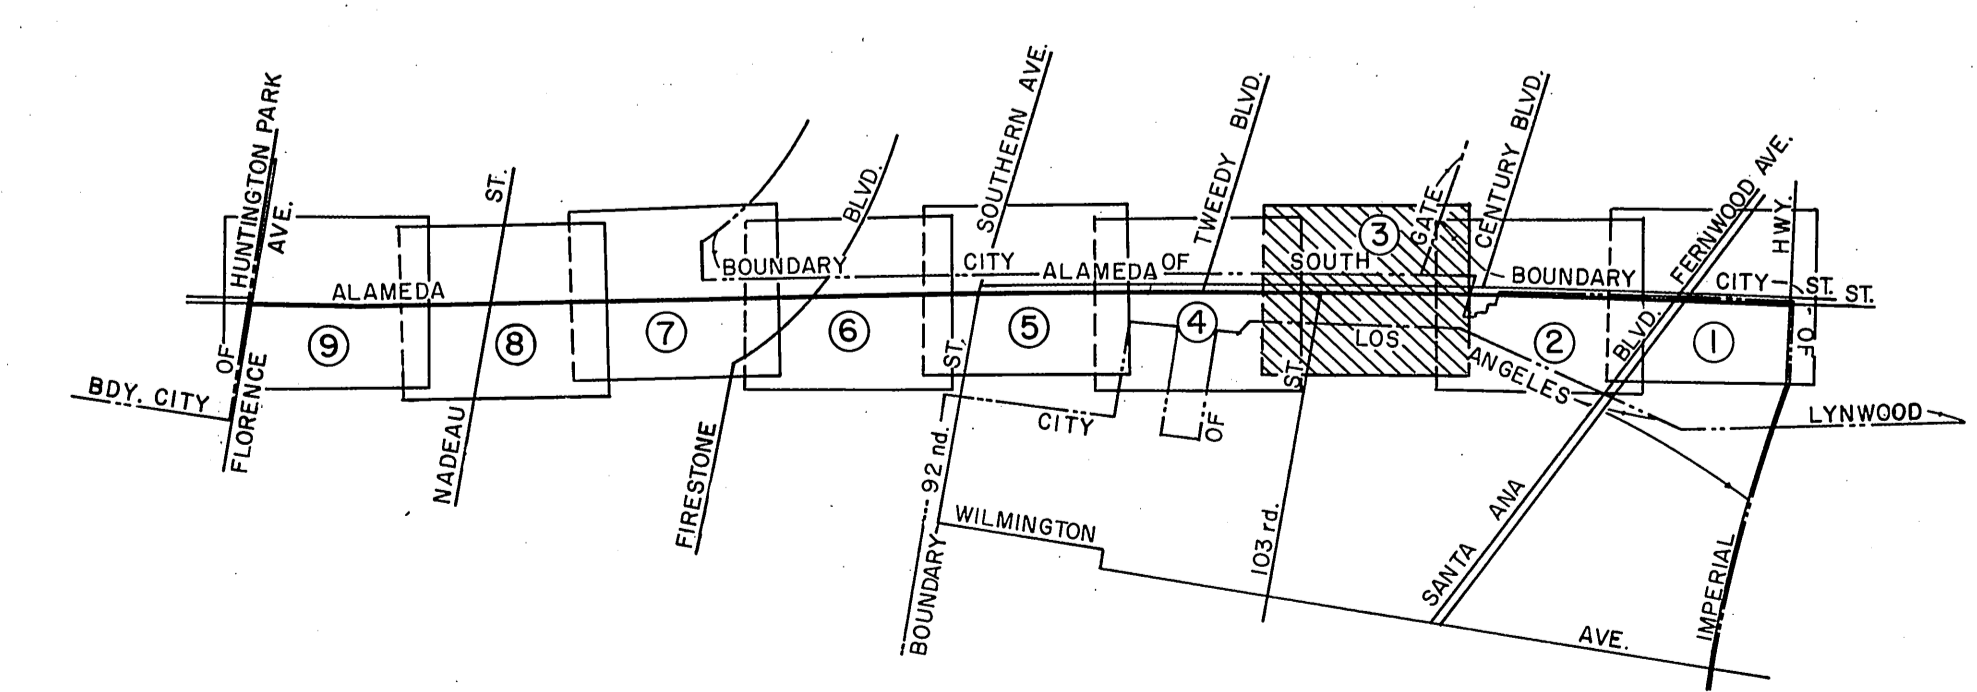 HUNTINGTON PARK
AVE.
ST.
BLVD.
SOUTHERN AVE.
TWEEDY BLVD.
GATE
CENTURY BLVD.
FERNWOOD AVE.
HWY.
BOUNDARY
CITY
OF
SOUTH
BOUNDARY
CITY
ALAMEDA
ALAMEDA
ST.
ST.
9
8
7
6
5
4
3
2
1
OF
ST.
LOS
ST.
ANGELES
BLVD.
OF
BDY. CITY
FLORENCE
NADEAU
FIRESTONE
92 nd.
CITY
OF
LYNWOOD
BOUNDARY
WILMINGTON
AVE.
103 rd.
SANTA ANA
IMPERIAL